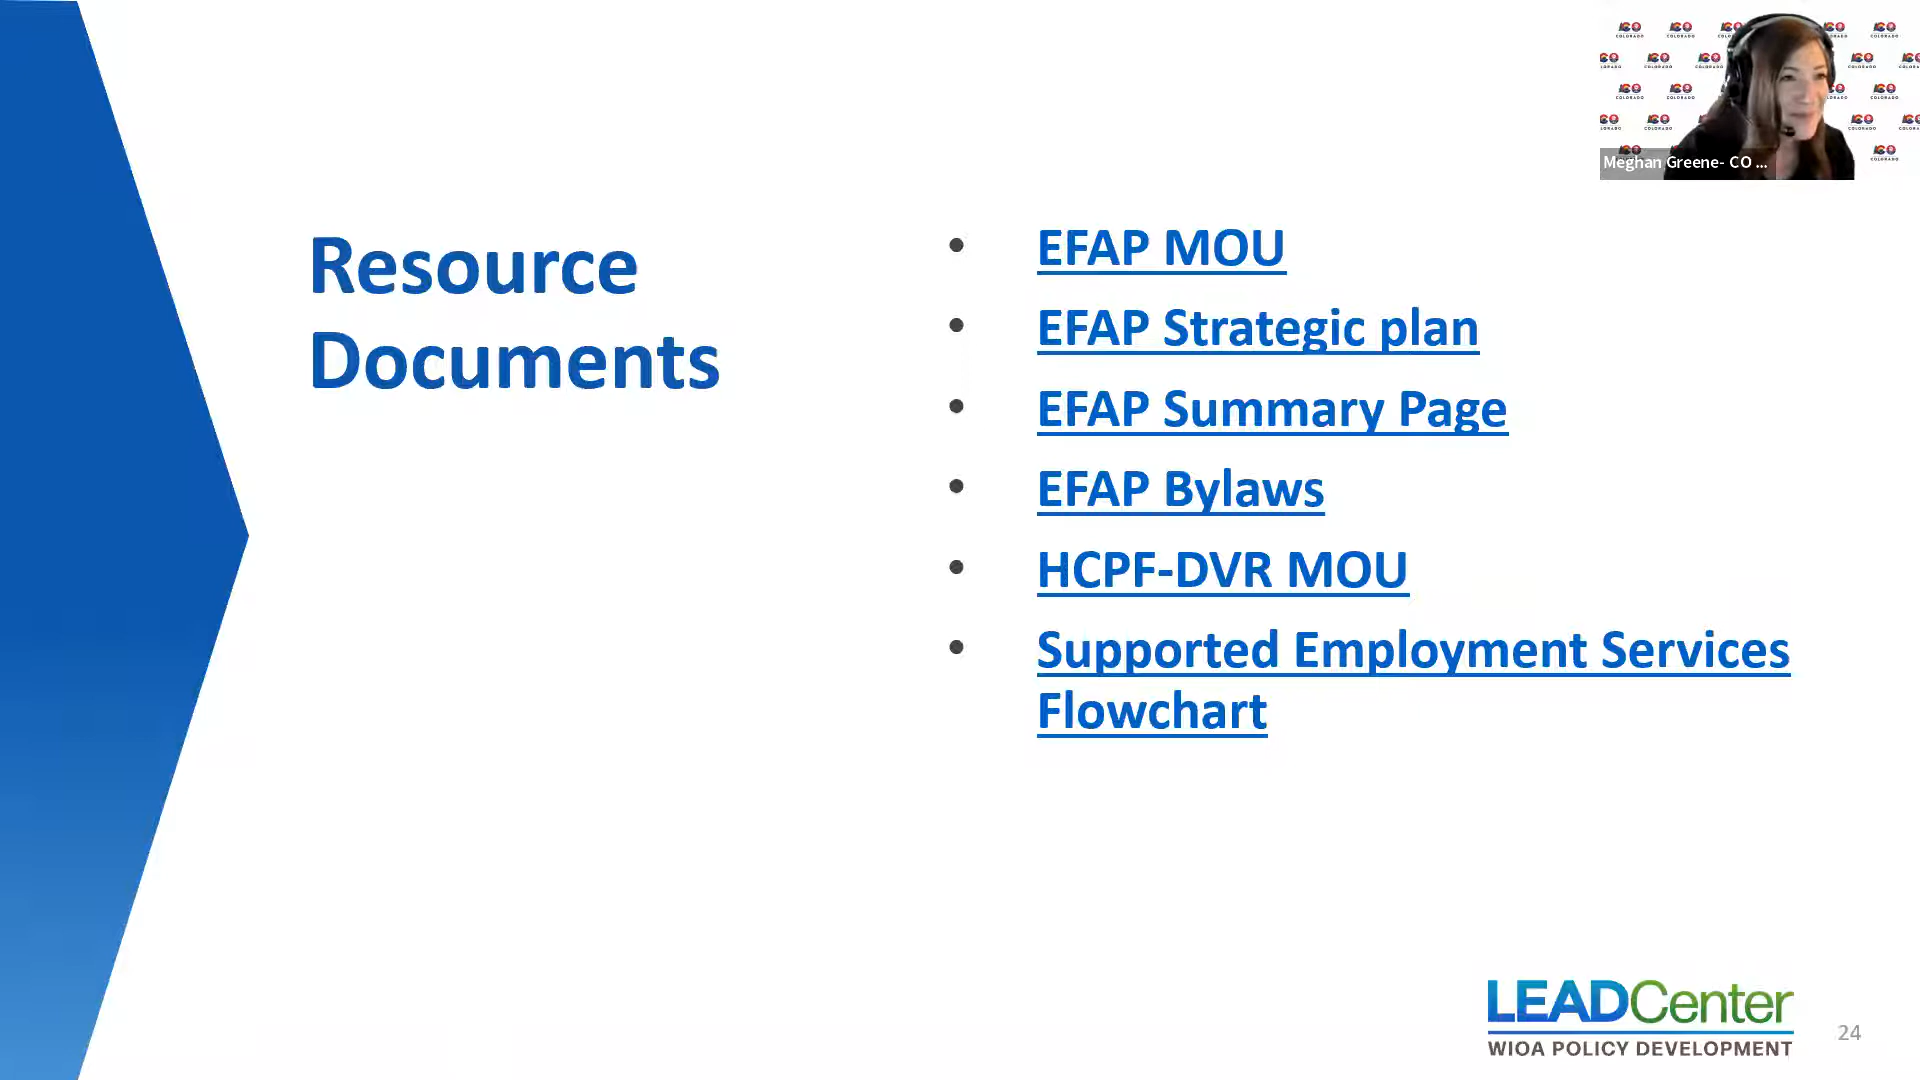 Meghan Greene- CO ...
Resource
Documents
• EFAP MOU
• EFAP Strategic plan
• EFAP Summary Page
• EFAP Bylaws
• HCPF-DVR MOU
• Supported Employment Services
Flowchart
LEADCenter
WIOA POLICY DEVELOPMENT
24